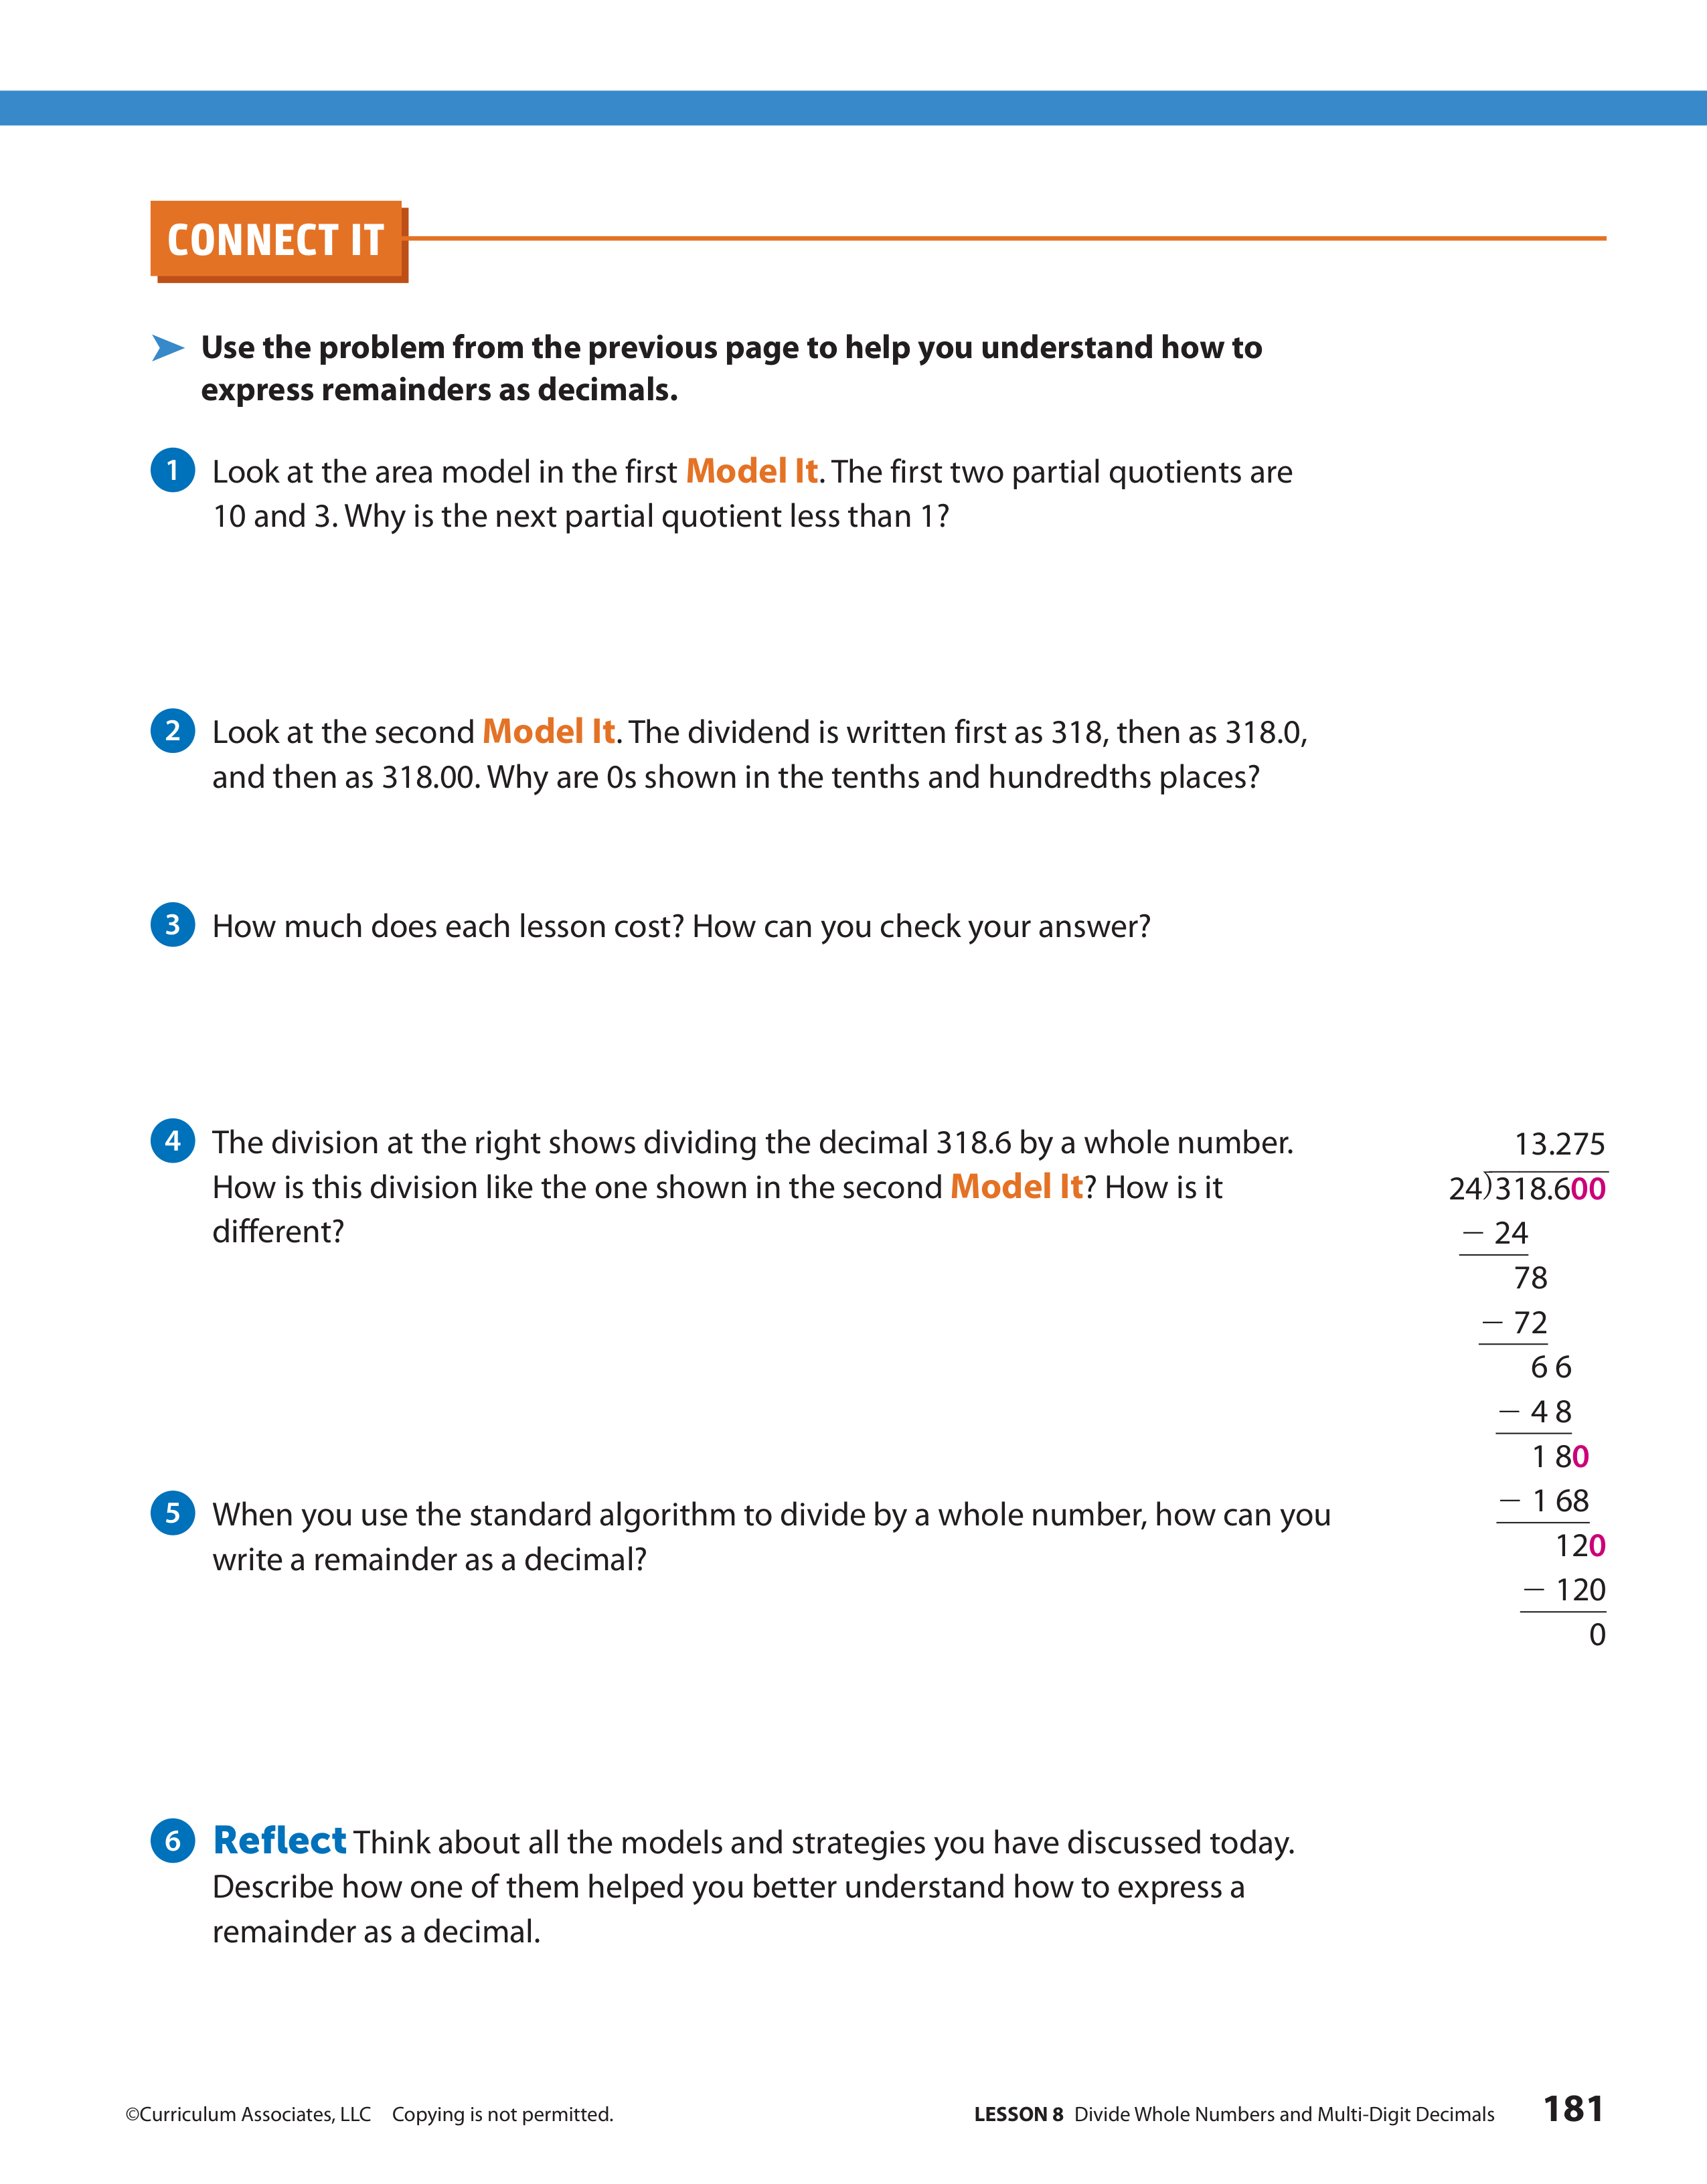 CONNECT IT
➤ Use the problem from the previous page to help you understand how to
express remainders as decimals.
1 Look at the area model in the first Model It. The first two partial quotients are
10 and 3. Why is the next partial quotient less than 1?
2 Look at the second Model It. The dividend is written first as 318, then as 318.0,
and then as 318.00. Why are 0s shown in the tenths and hundredths places?
3 How much does each lesson cost? How can you check your answer?
4 The division at the right shows dividing the decimal 318.6 by a whole number.
How is this division like the one shown in the second Model It? How is it
different?
13.275
24)318.600
− 24
78
− 72
6 6
− 4 8
1 80
− 1 68
120
− 120
0
5 When you use the standard algorithm to divide by a whole number, how can you
write a remainder as a decimal?
6 Reflect Think about all the models and strategies you have discussed today.
Describe how one of them helped you better understand how to express a
remainder as a decimal.
©Curriculum Associates, LLC Copying is not permitted.
LESSON 8 Divide Whole Numbers and Multi-Digit Decimals 181